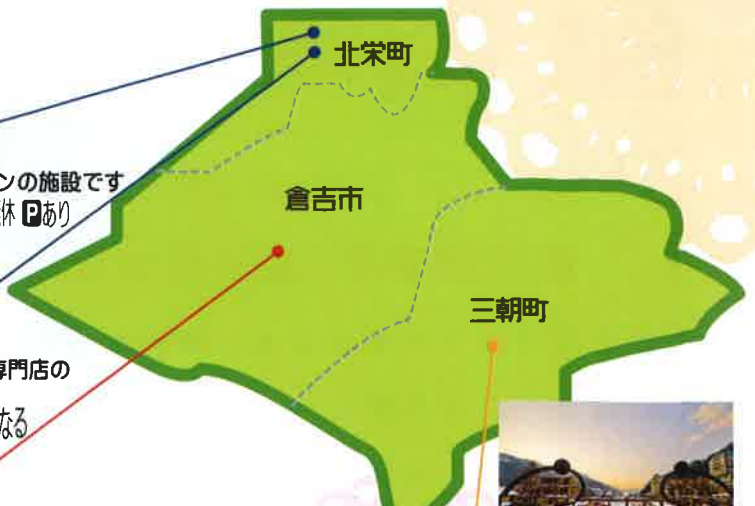 北栄町
ンの施設です
休 Pあり
倉吉市
三朝町
専門店の
なる